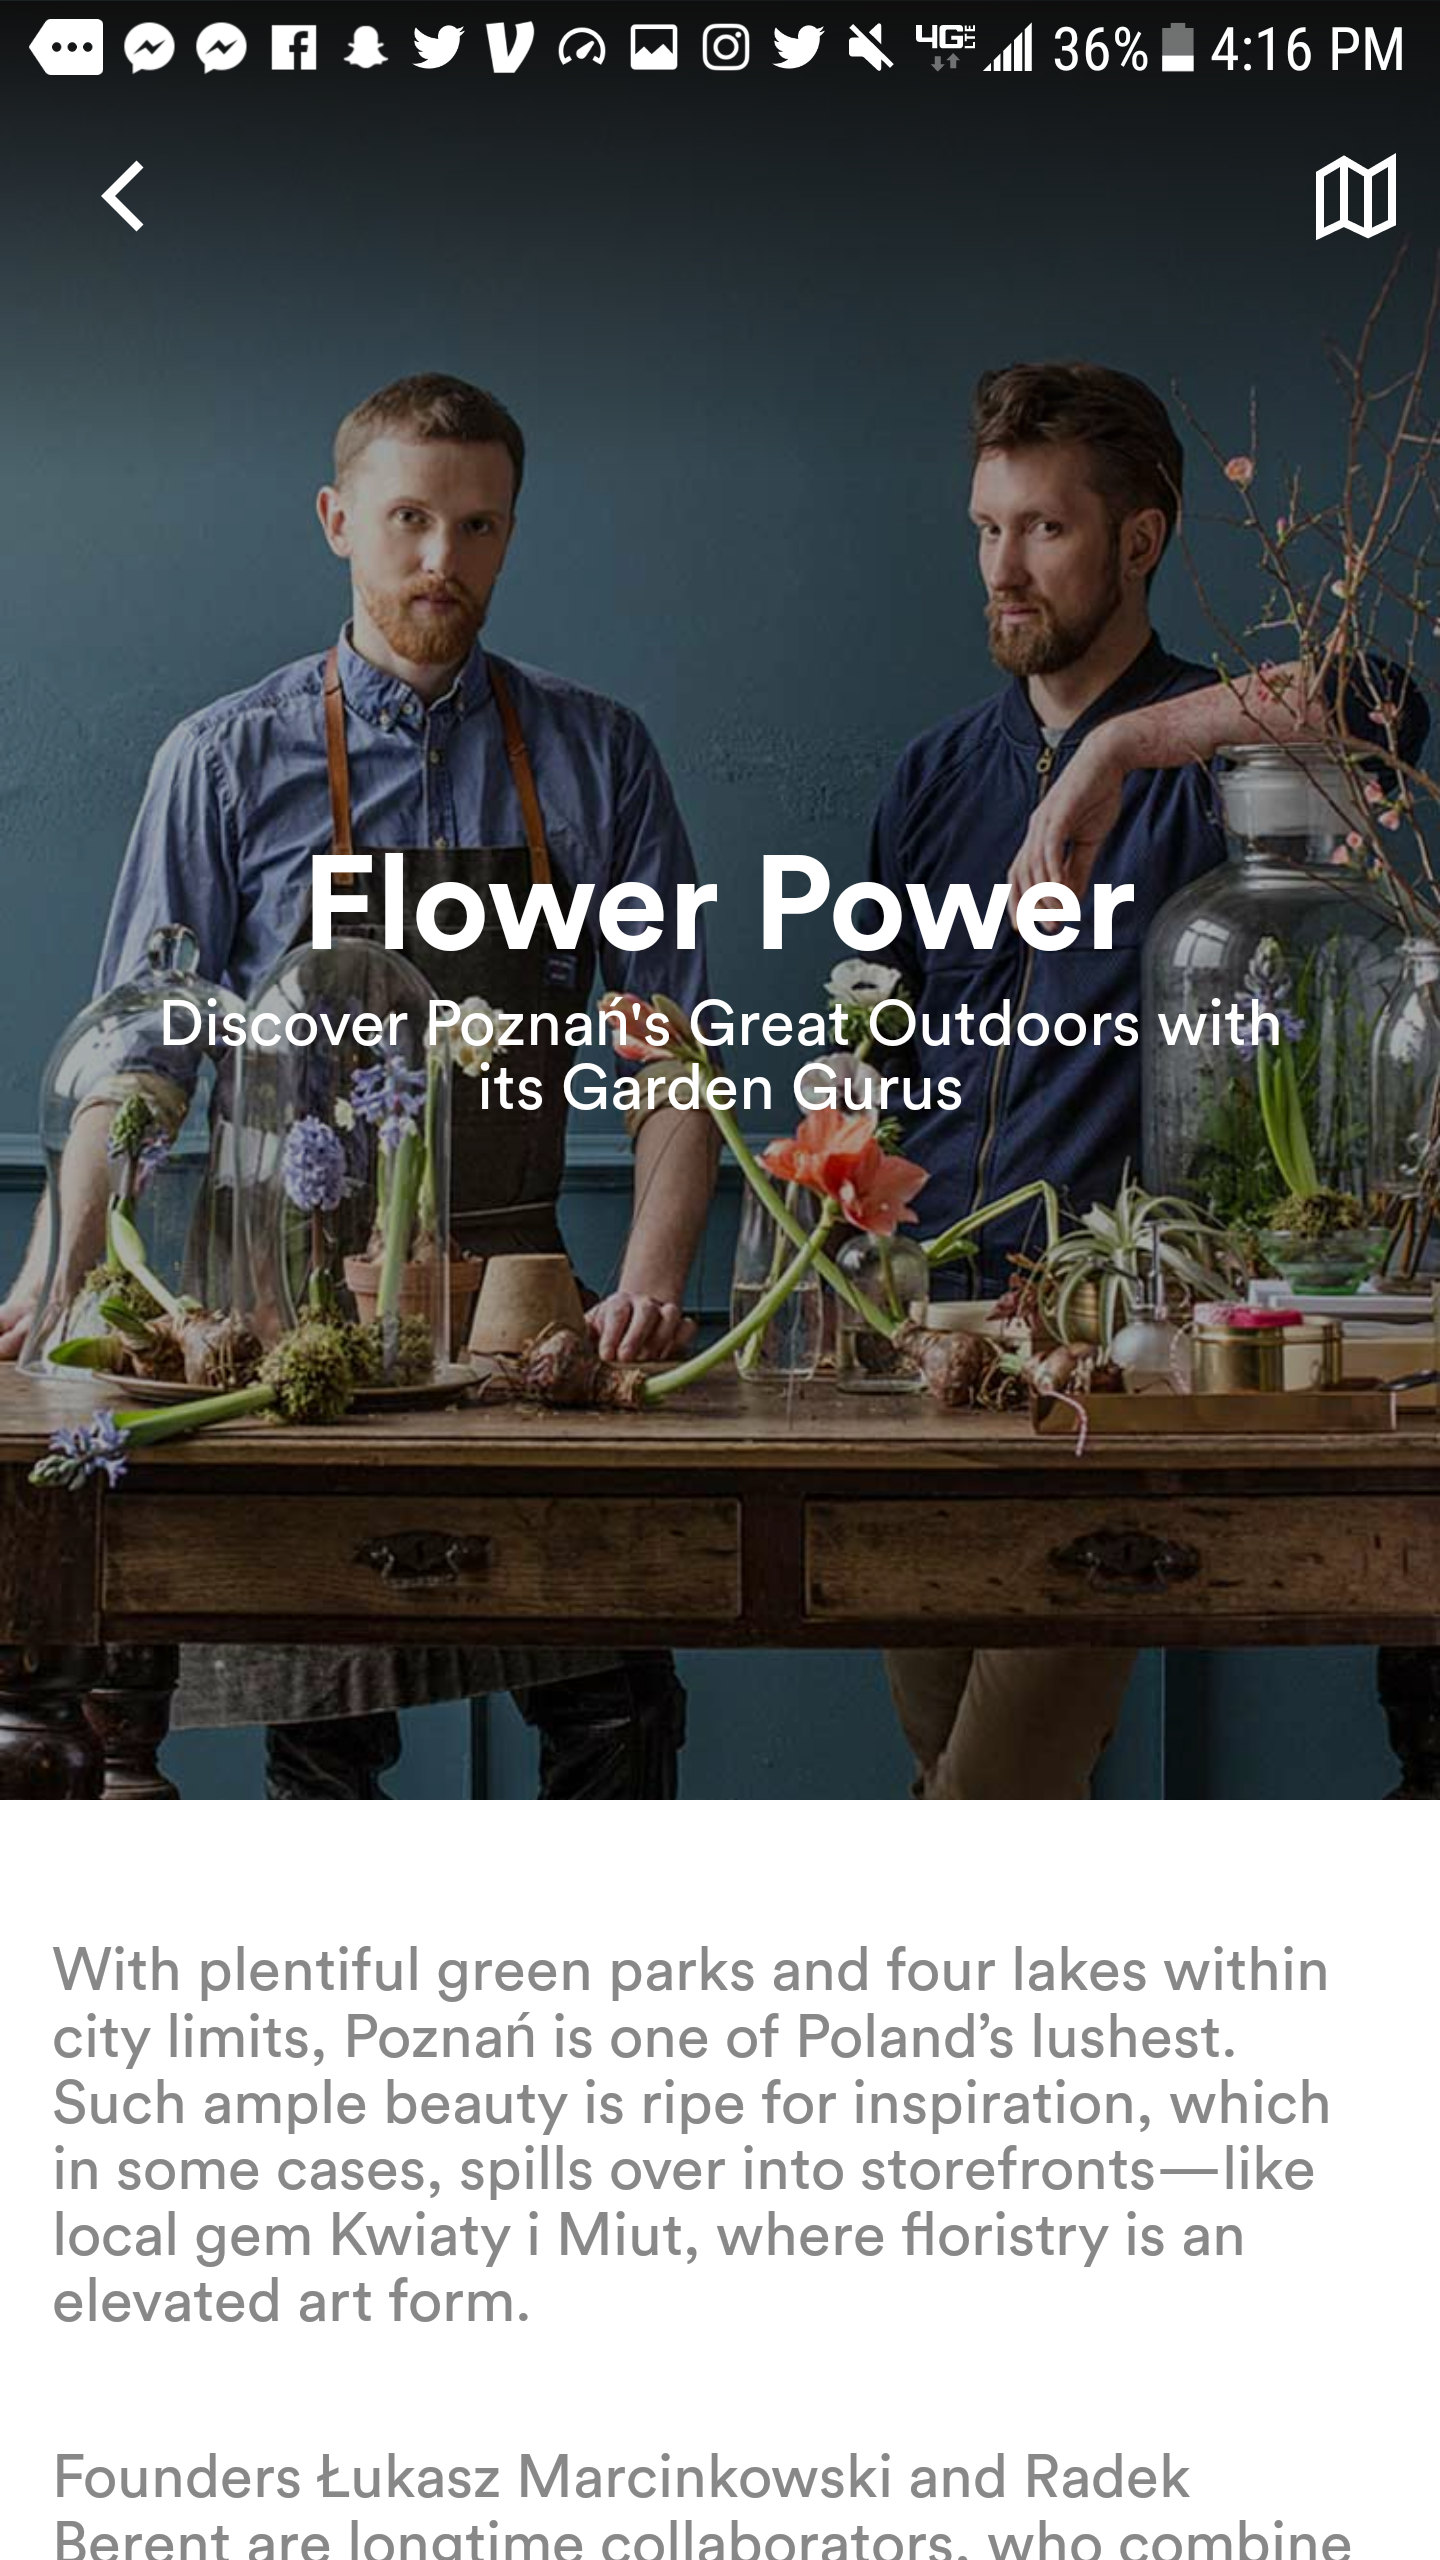 4G LTE 36% 4:16 PM
Flower Power
Discover Poznań's Great Outdoors with
its Garden Gurus
With plentiful green parks and four lakes within
city limits, Poznań is one of Poland’s lushest.
Such ample beauty is ripe for inspiration, which
in some cases, spills over into storefronts—like
local gem Kwiaty i Miut, where floristry is an
elevated art form.
Founders Łukasz Marcinkowski and Radek
Berent are longtime collaborators, who combine